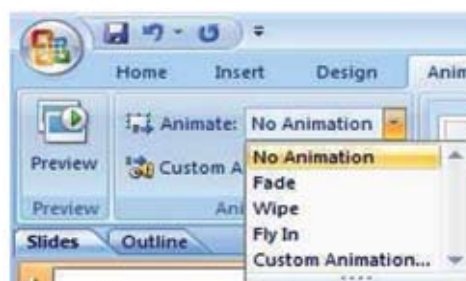 Home Insert Design Anim
Animate: No Animation
Preview
Custom A
No Animation
Fade
Wipe
Fly In
Custom Animation...
Preview
Ani
Slides Outline